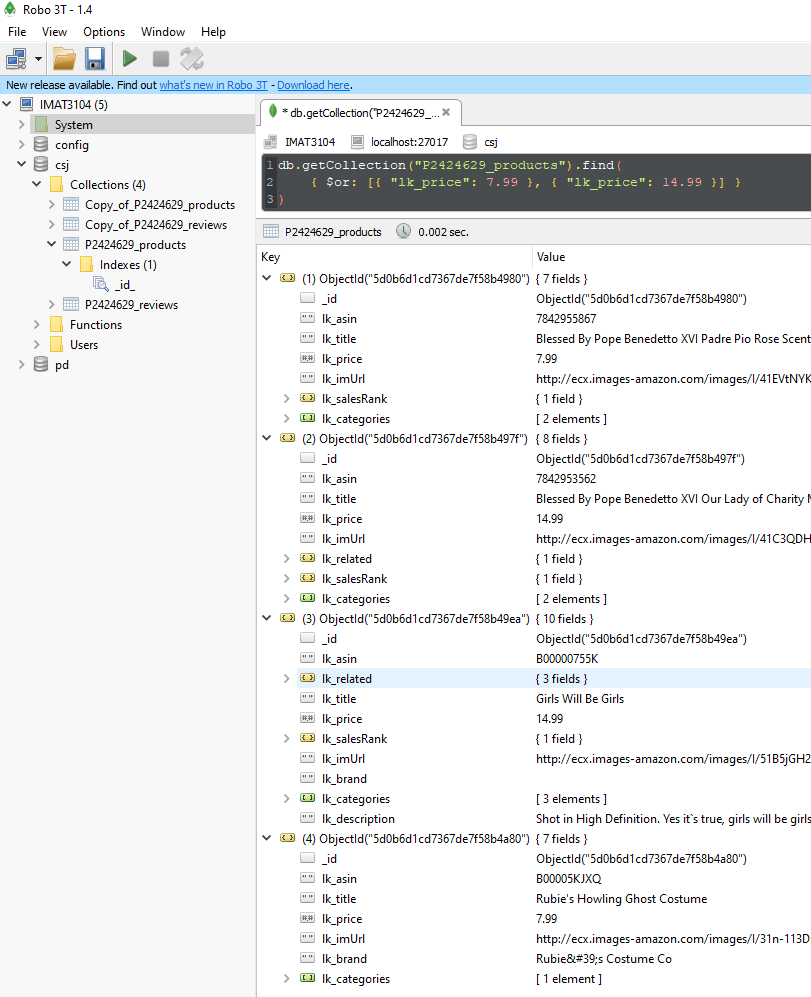 Robo 3T - 1.4
File View Options Window Help
New release available. Find out what's new in Robo 3T - Download here.
IMAT3104 (5)
System
config
csj
Collections (4)
Copy_of_P2424629_products
Copy_of_P2424629_reviews
P2424629_products
Indexes (1)
_id_
P2424629_reviews
Functions
Users
pd
* db.getCollection("P2424629_...
IMAT3104 localhost:27017 csj
1 db.getCollection("P2424629_products").find(
2 { $or: [{ "lk_price": 7.99 }, { "lk_price": 14.99 }] }
3 )
P2424629_products 0.002 sec.
Key Value
(1) ObjectId("5d0b6d1cd7367de7f58b4980") { 7 fields }
_id ObjectId("5d0b6d1cd7367de7f58b4980")
lk_asin 7842955867
lk_title Blessed By Pope Benedetto XVI Padre Pio Rose Scent
lk_price 7.99
lk_imUrl http://ecx.images-amazon.com/images/I/41EVtNYK
lk_salesRank { 1 field }
lk_categories [ 2 elements ]
(2) ObjectId("5d0b6d1cd7367de7f58b497f") { 8 fields }
_id ObjectId("5d0b6d1cd7367de7f58b497f")
lk_asin 7842953562
lk_title Blessed By Pope Benedetto XVI Our Lady of Charity M
lk_price 14.99
lk_imUrl http://ecx.images-amazon.com/images/I/41C3QDH
lk_related { 1 field }
lk_salesRank { 1 field }
lk_categories [ 2 elements ]
(3) ObjectId("5d0b6d1cd7367de7f58b49ea") { 10 fields }
_id ObjectId("5d0b6d1cd7367de7f58b49ea")
lk_asin B00000755K
lk_related { 3 fields }
lk_title Girls Will Be Girls
lk_price 14.99
lk_salesRank { 1 field }
lk_imUrl http://ecx.images-amazon.com/images/I/51B5jGH2
lk_brand
lk_categories [ 3 elements ]
lk_description Shot in High Definition. Yes it`s true, girls will be girls
(4) ObjectId("5d0b6d1cd7367de7f58b4a80") { 7 fields }
_id ObjectId("5d0b6d1cd7367de7f58b4a80")
lk_asin B00005KJXQ
lk_title Rubie's Howling Ghost Costume
lk_price 7.99
lk_imUrl http://ecx.images-amazon.com/images/I/31n-113D
lk_brand Rubie&#39;s Costume Co
lk_categories [ 1 element ]